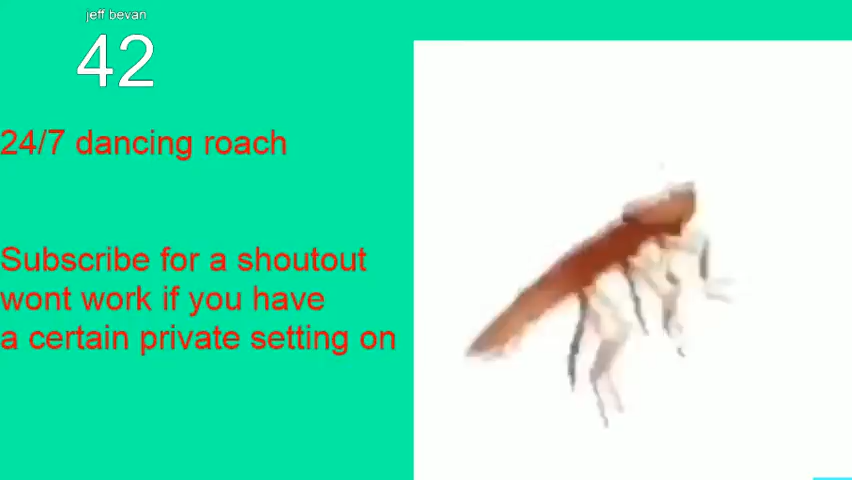 jeff bevan
42
24/7 dancing roach
Subscribe for a shoutout
wont work if you have
a certain private setting on